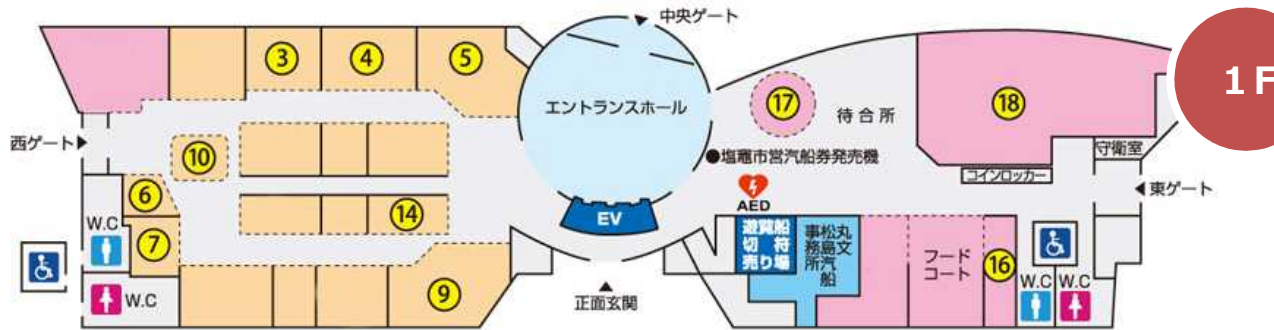 中央ゲート
1F
③
④
⑤
エントランスホール
⑰
待合所
⑱
西ゲート
⑩
●塩竈市営汽船券発売機
守衛室
コインロッカー
東ゲート
⑥
AED
W.C
⑭
EV
⑦
遊覧船
切符
売り場
丸文
松島汽船
事務所
フード
コート
⑯
W.C
⑨
正面玄関
W.C
W.C